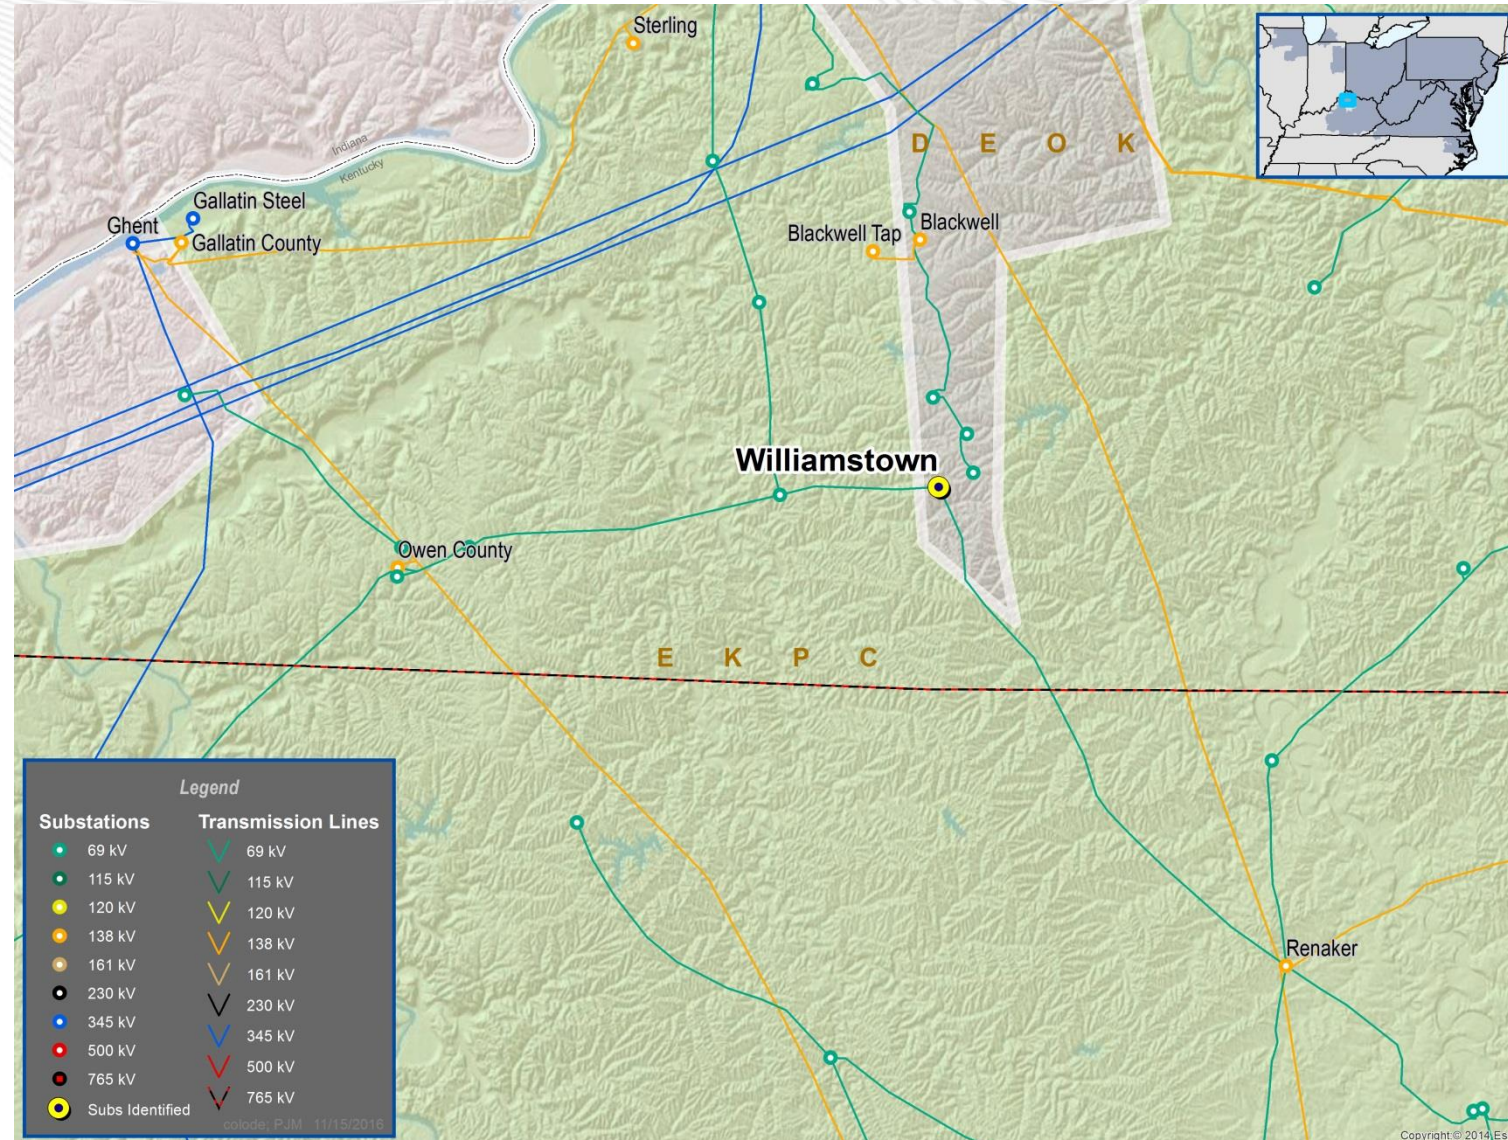 Sterling
D E O K
Indiana
Kentucky
Gallatin Steel
Ghent
Gallatin County
Blackwell
Blackwell Tap
Williamstown
Owen County
E K P C
Renaker
Legend
Substations
Transmission Lines
69 kV
69 kV
115 kV
115 kV
120 kV
120 kV
138 kV
138 kV
161 kV
161 kV
230 kV
230 kV
345 kV
345 kV
500 kV
500 kV
765 kV
765 kV
Subs Identified
colode; PJM 11/15/2016
Copyright:© 2014 Es